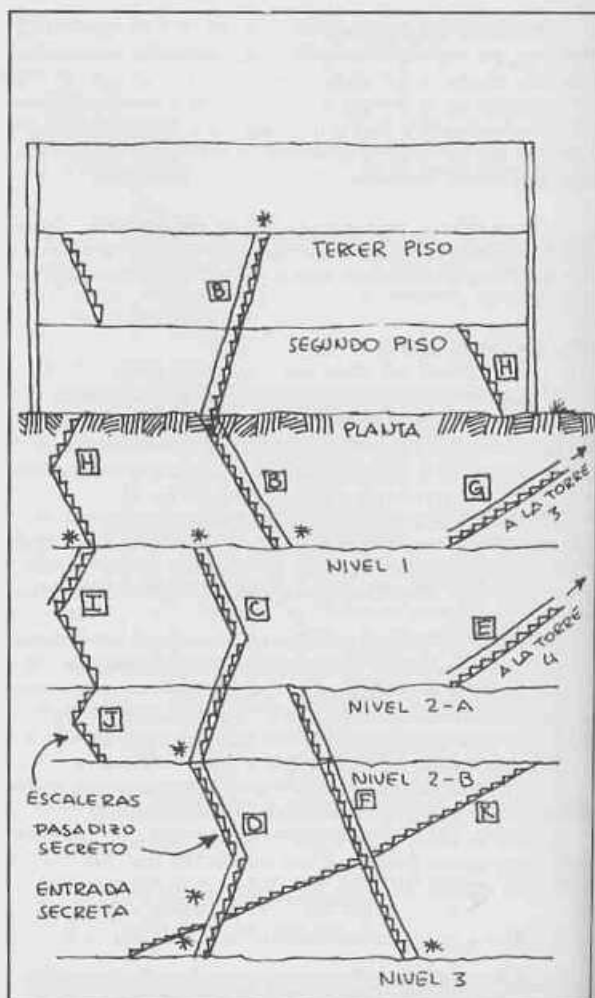 *
TERCER PISO
B
SEGUNDO PISO
H
*
PLANTA
H
B
G
A LA TORRE
3
*
*
*
NIVEL 1
I
C
E
A LA TORRE
4
NIVEL 2-A
J
*
ESCALERAS
NIVEL 2-B
F
K
PASADIZO
SECRETO
D
ENTRADA
SECRETA
*
*
*
NIVEL 3